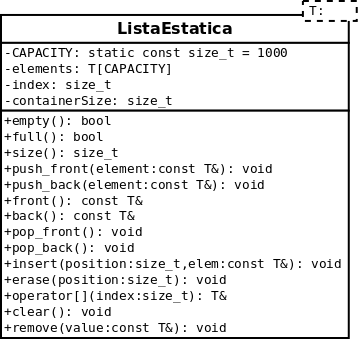 T:
ListaEstatica
-CAPACITY: static const size_t = 1000
-elements: T[CAPACITY]
-index: size_t
-containerSize: size_t
+empty(): bool
+full(): bool
+size(): size_t
+push_front(element:const T&): void
+push_back(element:const T&): void
+front(): const T&
+back(): const T&
+pop_front(): void
+pop_back(): void
+insert(position:size_t,elem:const T&): void
+erase(position:size_t): void
+operator[](index:size_t): T&
+clear(): void
+remove(value:const T&): void